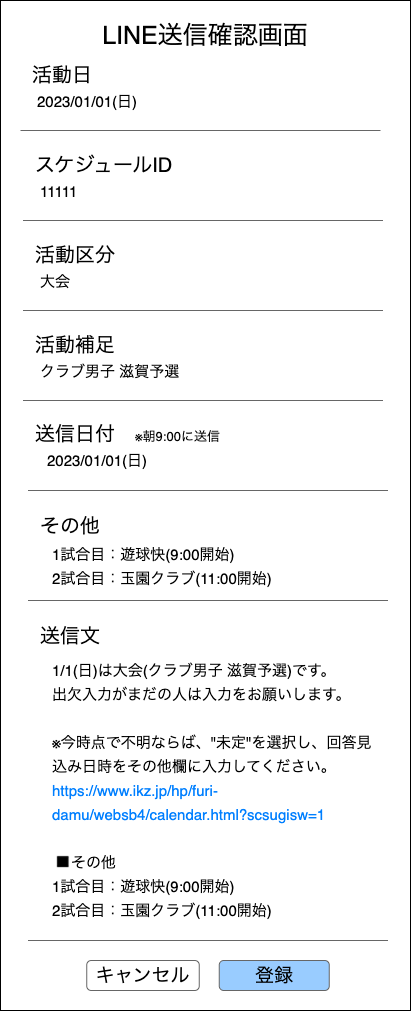 LINE送信確認画面
活動日
2023/01/01(日)
スケジュールID
11111
活動区分
大会
活動補足
クラブ男子 滋賀予選
送信日付 ※朝9:00に送信
2023/01/01(日)
その他
1試合目：遊球快(9:00開始)
2試合目：玉園クラブ(11:00開始)
送信文
1/1(日)は大会(クラブ男子 滋賀予選)です。
出欠入力がまだの人は入力をお願いします。
※今時点で不明ならば、"未定"を選択し、回答見
込み日時をその他欄に入力してください。
https://www.ikz.jp/hp/furi-
damu/websb4/calendar.html?scsugisw=1
■その他
1試合目：遊球快(9:00開始)
2試合目：玉園クラブ(11:00開始)
キャンセル 登録